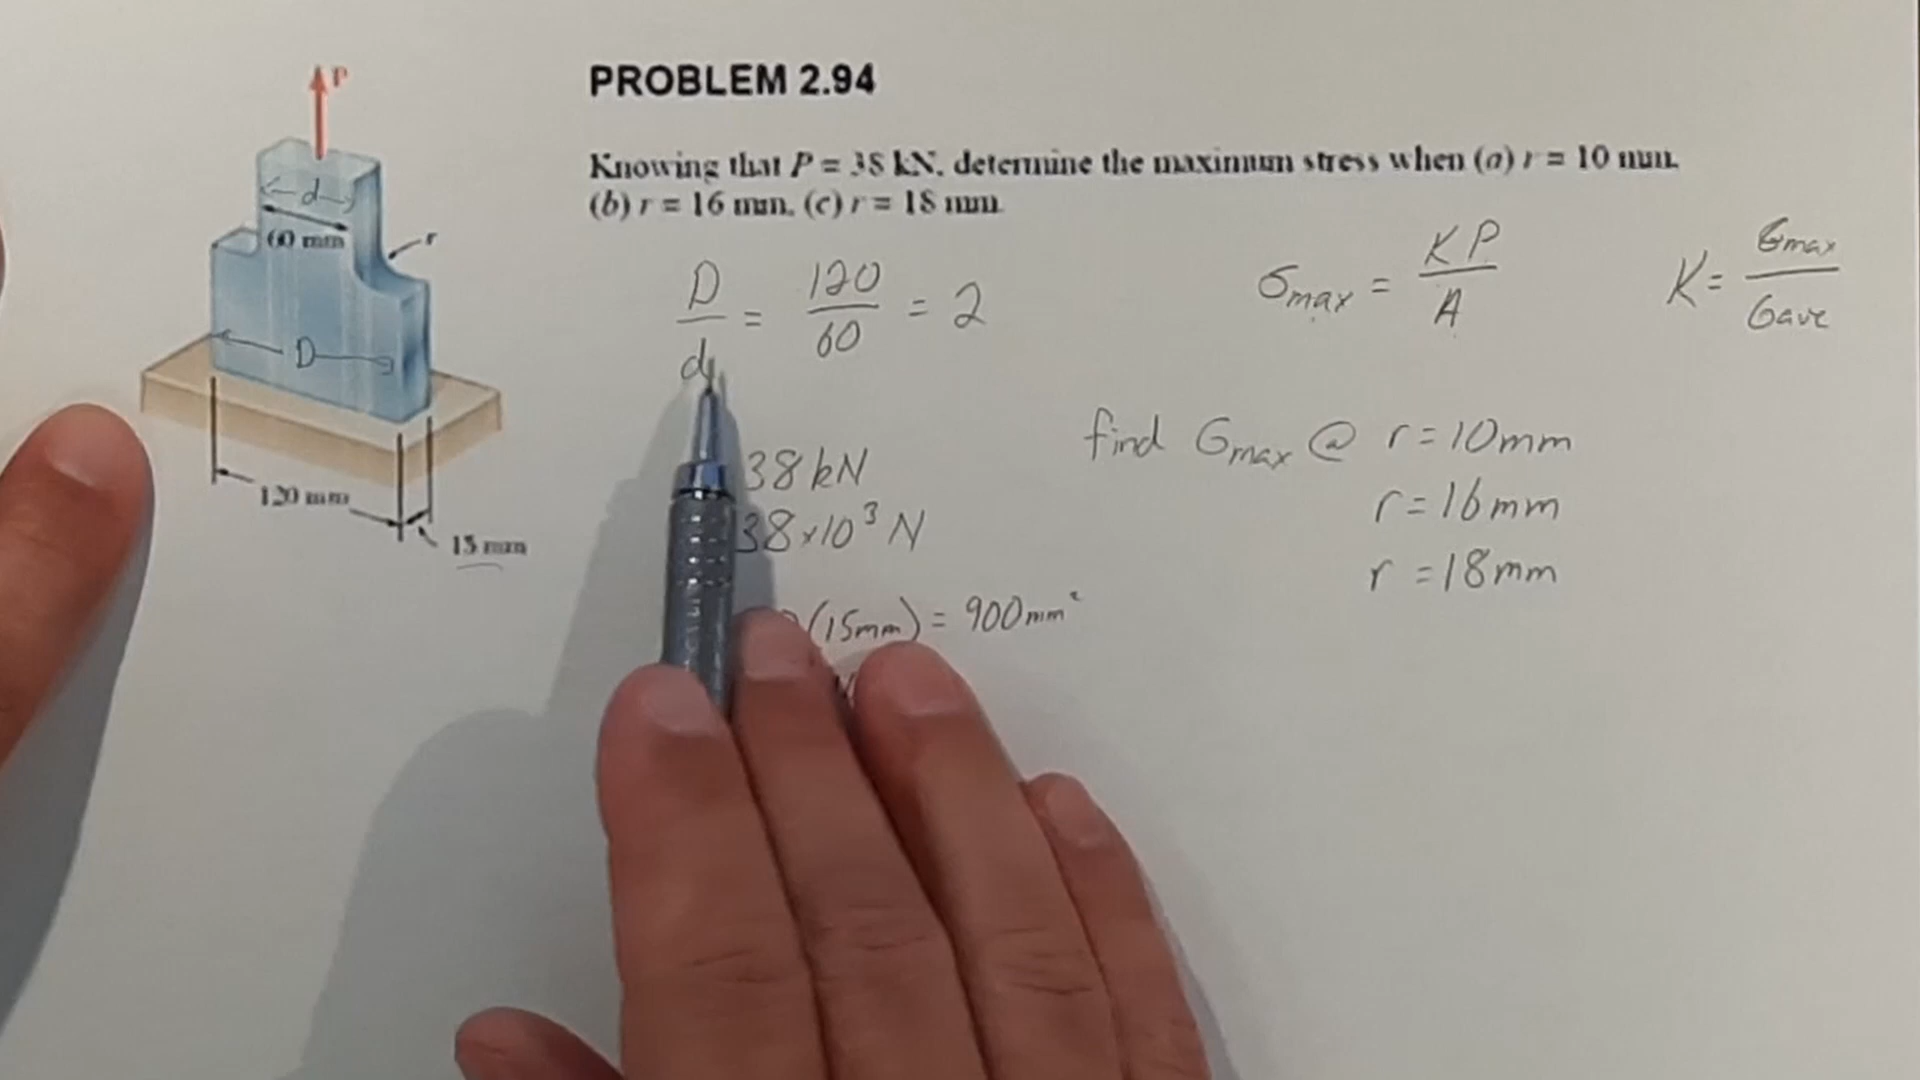 PROBLEM 2.94
Knowing that P = 38 kN, determine the maximum stress when (a) r = 10 mm,
(b) r = 16 mm, (c) r = 18 mm.
P
d
60 mm
r
D
120 mm
15 mm
D/d = 120/60 = 2
σmax = KP/A
K = σmax/σave
38 kN
38×10³ N
(15mm) = 900mm²
find σmax @ r = 10mm
r = 16mm
r = 18mm